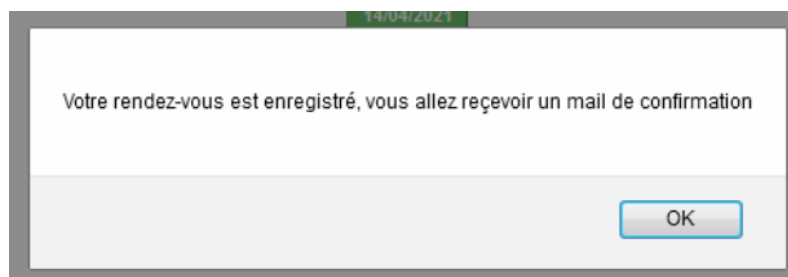 14/04/2021
Votre rendez-vous est enregistré, vous allez reçevoir un mail de confirmation
OK